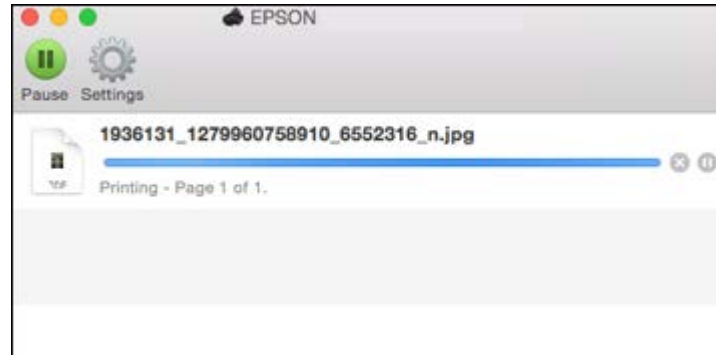 EPSON
Pause Settings
1936131_1279960758910_6552316_n.jpg
Printing - Page 1 of 1.